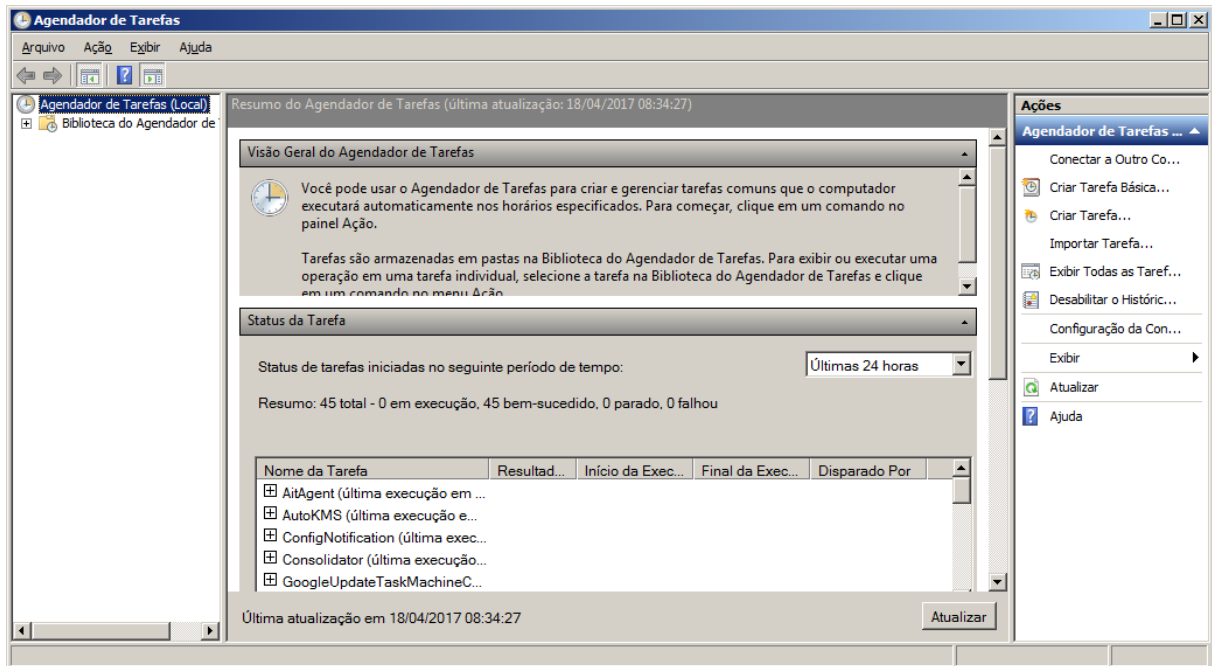 Agendador de Tarefas
Arquivo Ação Exibir Ajuda
Agendador de Tarefas (Local)
Biblioteca do Agendador de
Resumo do Agendador de Tarefas (última atualização: 18/04/2017 08:34:27)
Visão Geral do Agendador de Tarefas
Você pode usar o Agendador de Tarefas para criar e gerenciar tarefas comuns que o computador
executará automaticamente nos horários especificados. Para começar, clique em um comando no
painel Ação.
Tarefas são armazenadas em pastas na Biblioteca do Agendador de Tarefas. Para exibir ou executar uma
operação em uma tarefa individual, selecione a tarefa na Biblioteca do Agendador de Tarefas e clique
em um comando no menu Ação
Status da Tarefa
Status de tarefas iniciadas no seguinte período de tempo:
Últimas 24 horas
Resumo: 45 total - 0 em execução, 45 bem-sucedido, 0 parado, 0 falhou
Nome da Tarefa Resultad... Início da Exec... Final da Exec... Disparado Por
AitAgent (última execução em ...
AutoKMS (última execução e...
ConfigNotification (última exec...
Consolidator (última execução...
GoogleUpdateTaskMachineC...
Última atualização em 18/04/2017 08:34:27
Atualizar
Ações
Agendador de Tarefas ...
Conectar a Outro Co...
Criar Tarefa Básica...
Criar Tarefa...
Importar Tarefa...
Exibir Todas as Taref...
Desabilitar o Históric...
Configuração da Con...
Exibir
Atualizar
Ajuda